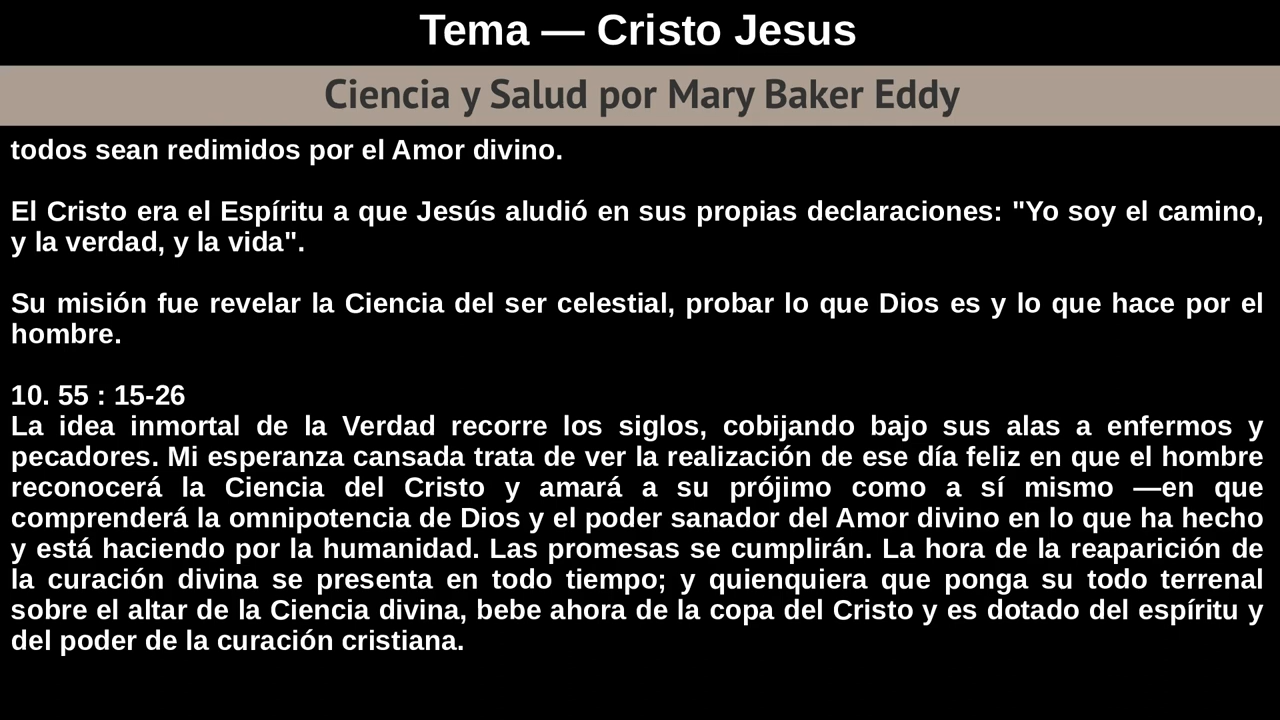 Tema — Cristo Jesus
Ciencia y Salud por Mary Baker Eddy
todos sean redimidos por el Amor divino.
El Cristo era el Espíritu a que Jesús aludió en sus propias declaraciones: "Yo soy el camino,
y la verdad, y la vida".
Su misión fue revelar la Ciencia del ser celestial, probar lo que Dios es y lo que hace por el
hombre.
10. 55 : 15-26
La idea inmortal de la Verdad recorre los siglos, cobijando bajo sus alas a enfermos y
pecadores. Mi esperanza cansada trata de ver la realización de ese día feliz en que el hombre
reconocerá la Ciencia del Cristo y amará a su prójimo como a sí mismo —en que
comprenderá la omnipotencia de Dios y el poder sanador del Amor divino en lo que ha hecho
y está haciendo por la humanidad. Las promesas se cumplirán. La hora de la reaparición de
la curación divina se presenta en todo tiempo; y quienquiera que ponga su todo terrenal
sobre el altar de la Ciencia divina, bebe ahora de la copa del Cristo y es dotado del espíritu y
del poder de la curación cristiana.